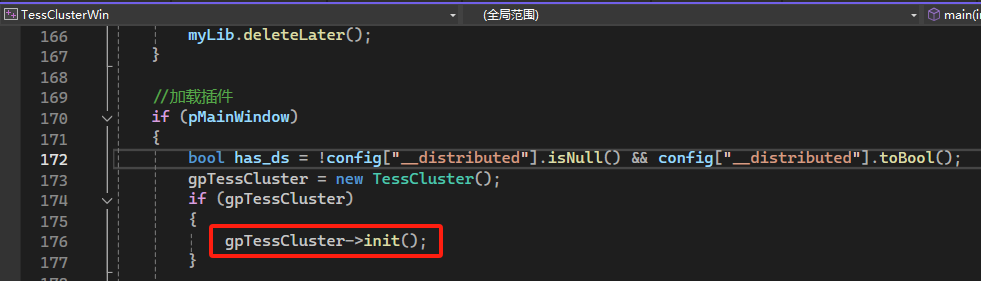 TessClusterWin (全局范围) main(in
166 myLib.deleteLater();
167 }
168
169 //加载插件
170 if (pMainWindow)
171 {
172 bool has_ds = !config["__distributed"].isNull() && config["__distributed"].toBool();
173 gpTessCluster = new TessCluster();
174 if (gpTessCluster)
175 {
176 gpTessCluster->init();
177 }